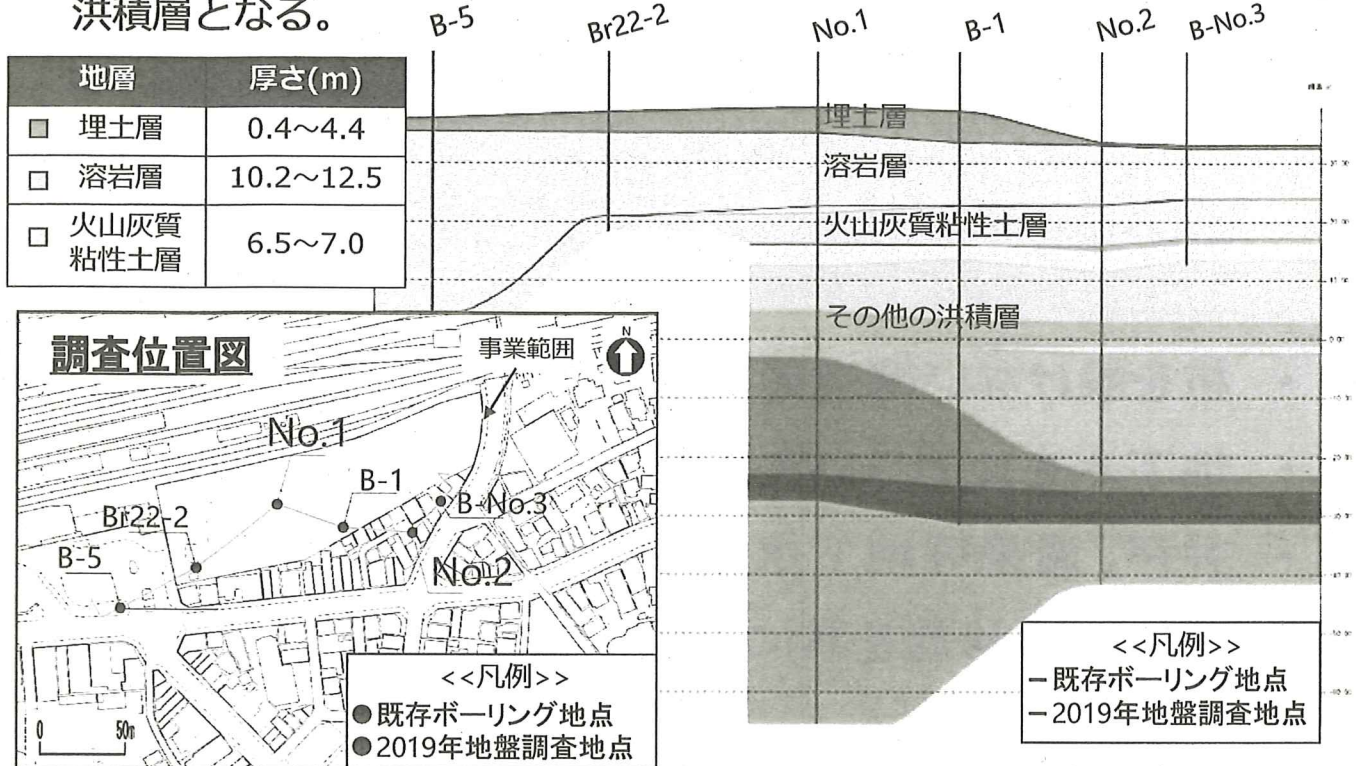 洪積層となる。
地層 厚さ(m)
埋土層 0.4～4.4
溶岩層 10.2～12.5
火山灰質
粘性土層 6.5～7.0
B-5 Br22-2 No.1 B-1 No.2 B-No.3
埋土層
溶岩層
火山灰質粘性土層
その他の洪積層
調査位置図
事業範囲
N
No.1
B-1
B-No.3
Br22-2
B-5
No.2
0 50m
<<凡例>>
既存ボーリング地点
2019年地盤調査地点
<<凡例>>
既存ボーリング地点
2019年地盤調査地点